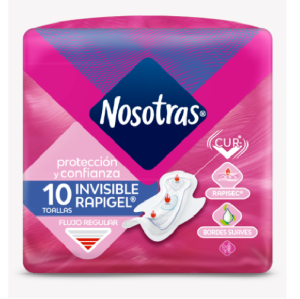 Nosotras®
CUR
protección
y confianza
10 INVISIBLE
TOALLAS RAPIGEL®
RAPISEC®
FLUJO REGULAR
BORDES SUAVES